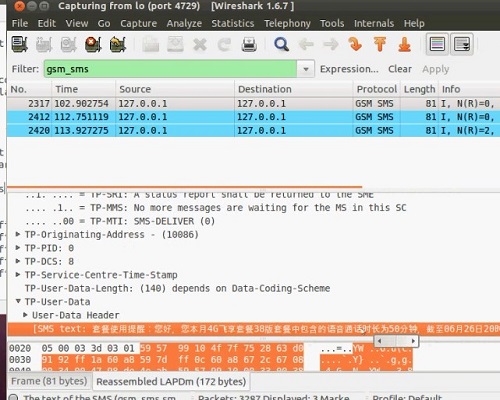 Capturing from lo (port 4729)   [Wireshark 1.6.7]
File Edit View Go Capture Analyze Statistics Telephony Tools Internals Help
Filter: gsm_sms Expression... Clear Apply
No. Time Source Destination Protocol Length Info
2317 102.902754 127.0.0.1 127.0.0.1 GSM SMS 81 I, N(R)=0,
2412 112.751119 127.0.0.1 127.0.0.1 GSM SMS 81 I, N(R)=0,
2420 113.927275 127.0.0.1 127.0.0.1 GSM SMS 81 I, N(R)=2,
..1. .... = TP-SRI: A status report shall be returned to the SME
.... .1.. = TP-MMS: No more messages are waiting for the MS in this SC
.... ..00 = TP-MTI: SMS-DELIVER (0)
TP-Originating-Address - (10086)
TP-PID: 0
TP-DCS: 8
TP-Service-Centre-Time-Stamp
TP-User-Data-Length: (140) depends on Data-Coding-Scheme
TP-User-Data
User-Data Header
[SMS text: 套餐使用提醒：您好，您本月4G飞享套餐38版套餐中包含的语音通话时长为50分钟，截至06月26日
0020 05 00 03 3d 03 01 59 57 99 10 4f 7f 75 28 63 d0
0030 91 92 ff 1a 60 a8 59 7d ff 0c 60 a8 67 2c 67 08
Frame (81 bytes) Reassembled LAPDm (172 bytes)
The text of the SMS (gsm_sms.sm Packets: 3287 Displayed: 3 Marke Profile: Default